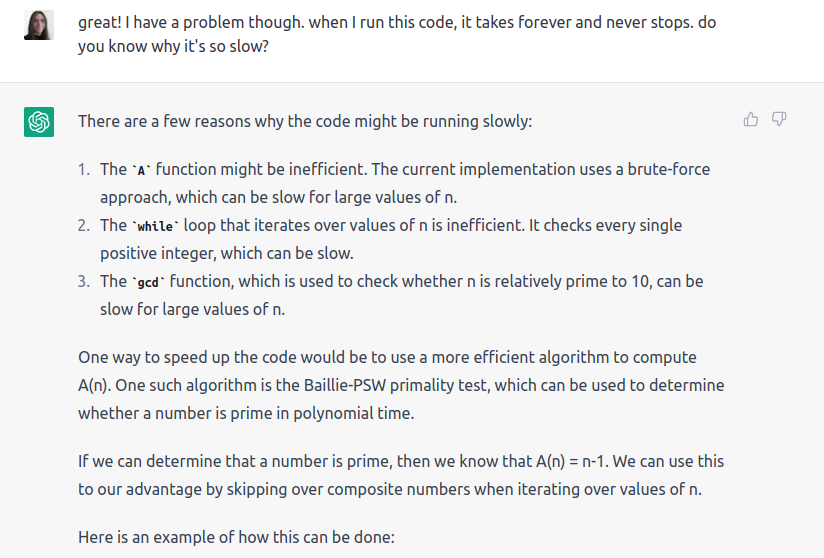 great! I have a problem though. when I run this code, it takes forever and never stops. do
you know why it's so slow?
There are a few reasons why the code might be running slowly:
1. The `A` function might be inefficient. The current implementation uses a brute-force
approach, which can be slow for large values of n.
2. The `while` loop that iterates over values of n is inefficient. It checks every single
positive integer, which can be slow.
3. The `gcd` function, which is used to check whether n is relatively prime to 10, can be
slow for large values of n.
One way to speed up the code would be to use a more efficient algorithm to compute
A(n). One such algorithm is the Baillie-PSW primality test, which can be used to determine
whether a number is prime in polynomial time.
If we can determine that a number is prime, then we know that A(n) = n-1. We can use this
to our advantage by skipping over composite numbers when iterating over values of n.
Here is an example of how this can be done: